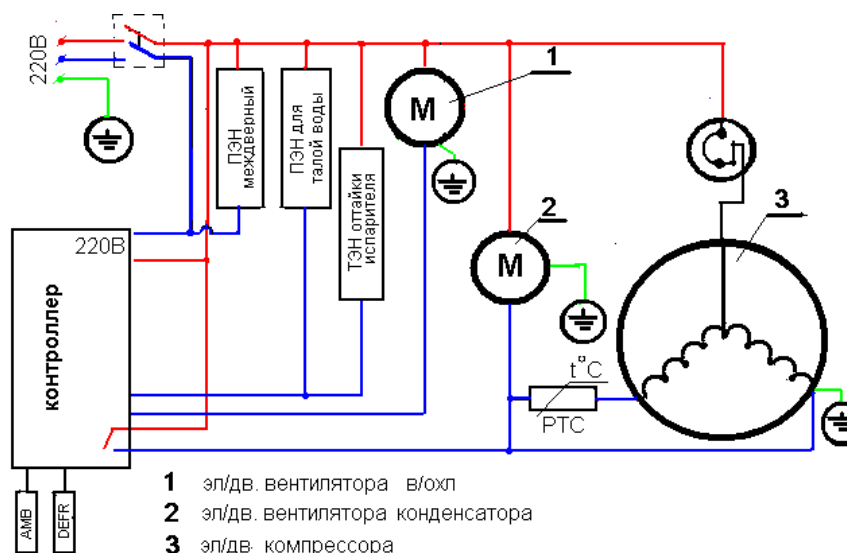 220В
ПЭН
междверный
ПЭН для
талой воды
ТЭН оттайки
испарителя
М
1
М
2
3
220В
контроллер
t°C
РТС
AMB
DEFR
1 эл/дв. вентилятора в/охл
2 эл/дв. вентилятора конденсатора
3 эл/дв. компрессора